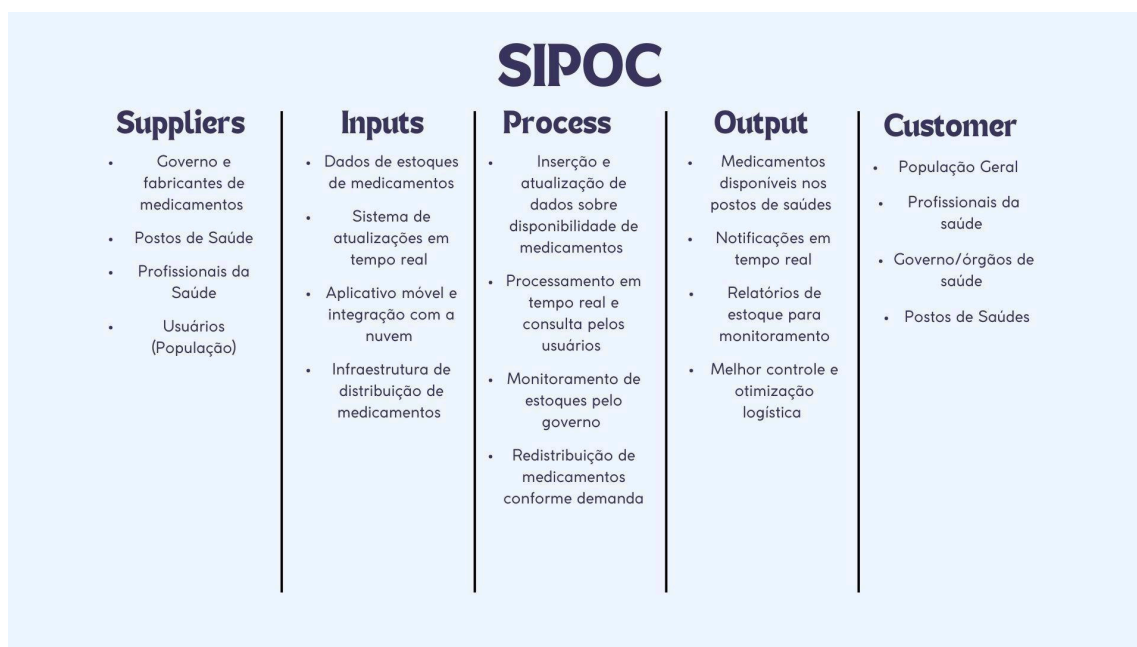 SIPOC
Suppliers
• Governo e
fabricantes de
medicamentos
• Postos de Saúde
• Profissionais da
Saúde
• Usuários
(População)
Inputs
• Dados de estoques
de medicamentos
• Sistema de
atualizações em
tempo real
• Aplicativo móvel e
integração com a
nuvem
• Infraestrutura de
distribuição de
medicamentos
Process
• Inserção e
atualização de
dados sobre
disponibilidade de
medicamentos
• Processamento em
tempo real e
consulta pelos
usuários
• Monitoramento de
estoques pelo
governo
• Redistribuição de
medicamentos
conforme demanda
Output
• Medicamentos
disponíveis nos
postos de saúdes
• Notificações em
tempo real
• Relatórios de
estoque para
monitoramento
• Melhor controle e
otimização
logística
Customer
• População Geral
• Profissionais da
saúde
• Governo/órgãos de
saúde
• Postos de Saúdes